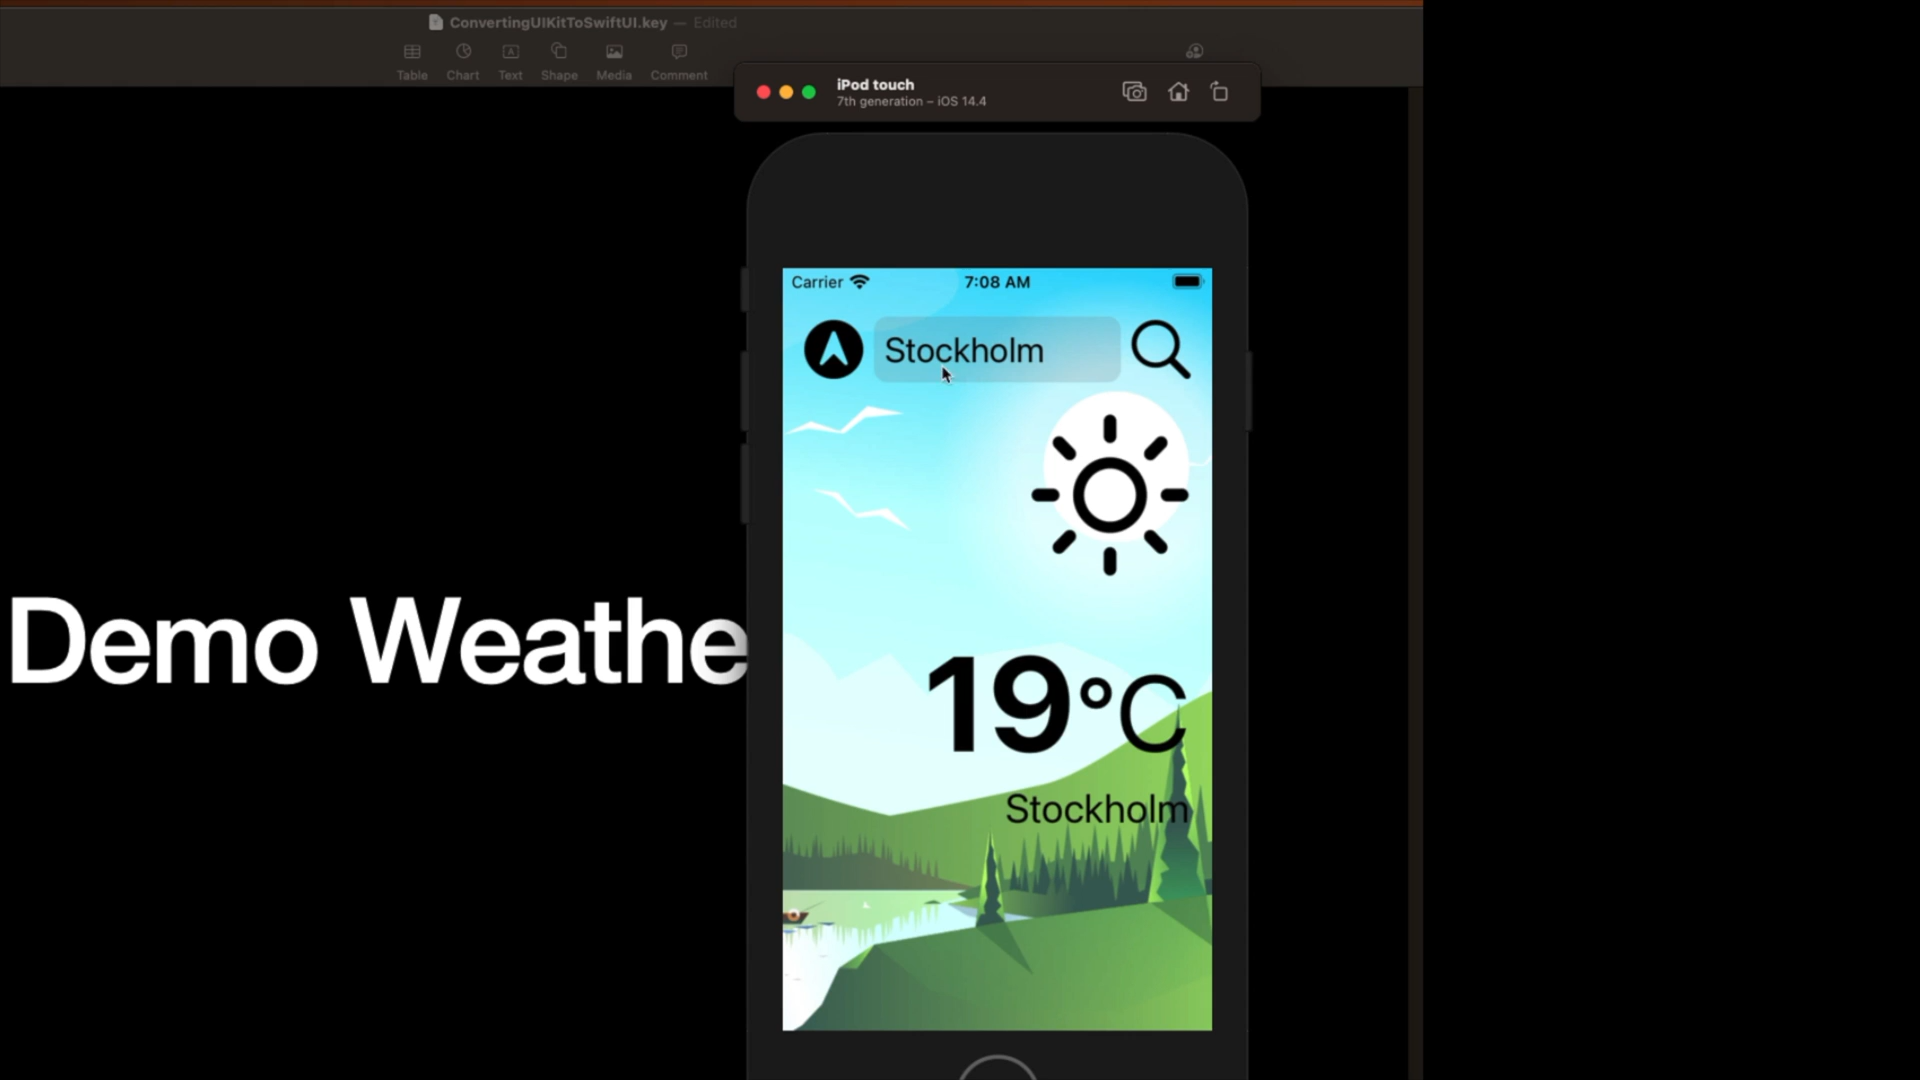 ConvertingUIKitToSwiftUI.key — Edited
Table Chart Text Shape Media Comment
iPod touch
7th generation – iOS 14.4
Carrier 7:08 AM
Stockholm
Demo Weathe
19°C
Stockholm